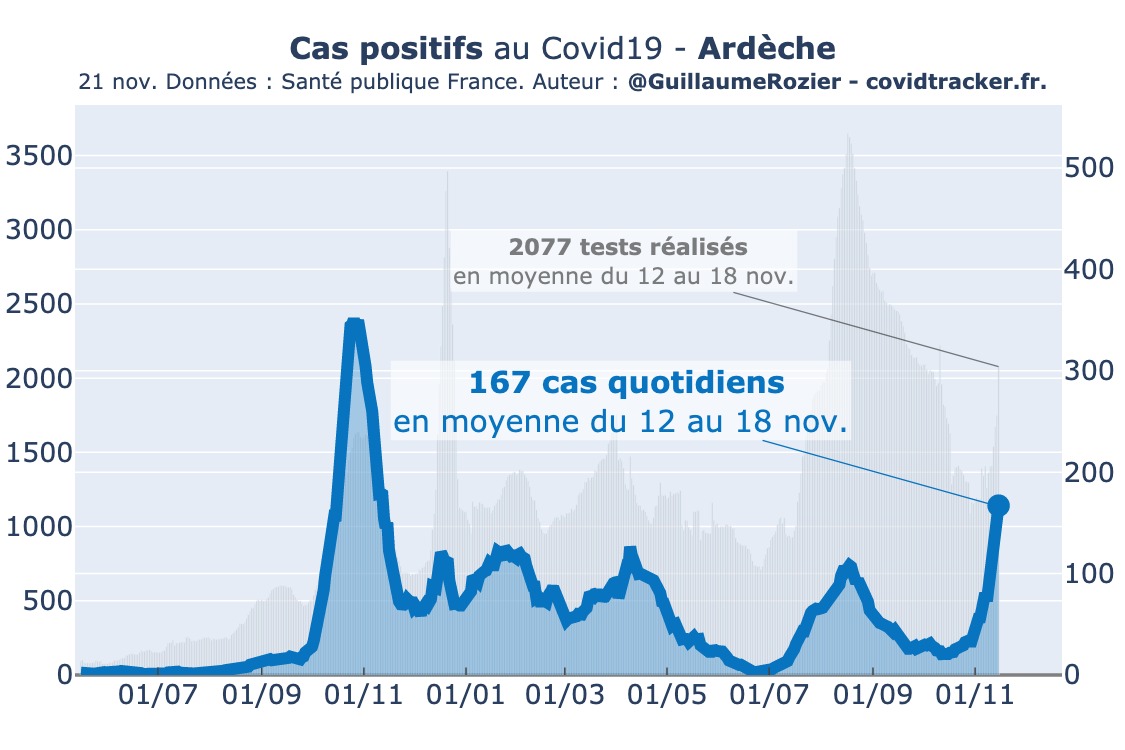 Cas positifs au Covid19 - Ardèche
21 nov. Données : Santé publique France. Auteur : @GuillaumeRozier - covidtracker.fr.
3500
3000
2500
2000
1500
1000
500
0
500
400
300
200
100
0
2077 tests réalisés
en moyenne du 12 au 18 nov.
167 cas quotidiens
en moyenne du 12 au 18 nov.
01/07 01/09 01/11 01/01 01/03 01/05 01/07 01/09 01/11